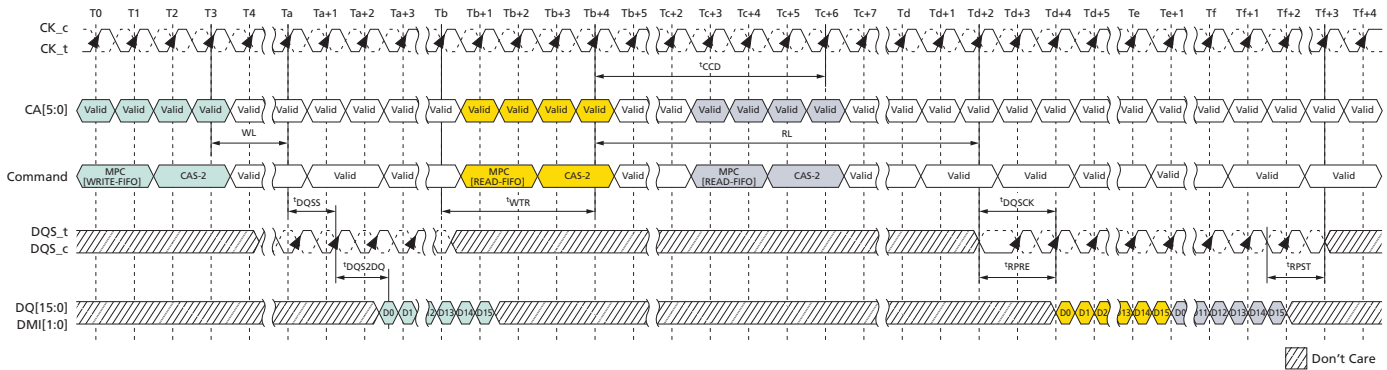 T0 T1 T2 T3 T4 Ta Ta+1 Ta+2 Ta+3 Tb Tb+1 Tb+2 Tb+3 Tb+4 Tb+5 Tc+2 Tc+3 Tc+4 Tc+5 Tc+6 Tc+7 Td Td+1 Td+2 Td+3 Td+4 Td+5 Te Te+1 Tf Tf+1 Tf+2 Tf+3 Tf+4
CK_c
CK_t
tCCD
CA[5:0] Valid Valid Valid Valid Valid Valid Valid Valid Valid Valid Valid Valid Valid Valid Valid Valid Valid Valid Valid Valid Valid Valid Valid Valid Valid Valid Valid Valid Valid Valid Valid Valid Valid Valid
WL RL
Command MPC [WRITE-FIFO] CAS-2 Valid Valid Valid MPC [READ-FIFO] CAS-2 Valid MPC [READ-FIFO] CAS-2 Valid Valid Valid Valid Valid Valid Valid
tDQSS tWTR tDQSCK
DQS_t
DQS_c
tDQS2DQ tRPRE tRPST
DQ[15:0] D0 D1 D13 D14 D15 D0 D1 D2 D13 D14 D15 D0 D11 D12 D13 D14 D15
DMI[1:0]
Don't Care